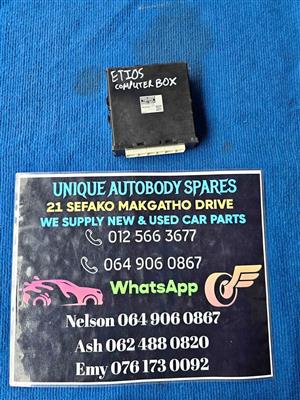 ETIOS
COMPUTER BOX
UNIQUE AUTOBODY SPARES
21 SEFAKO MAKGATHO DRIVE
WE SUPPLY NEW & USED CAR PARTS
012 566 3677
064 906 0867
WhatsApp
Nelson 064 906 0867
Ash 062 488 0820
Emy 076 173 0092